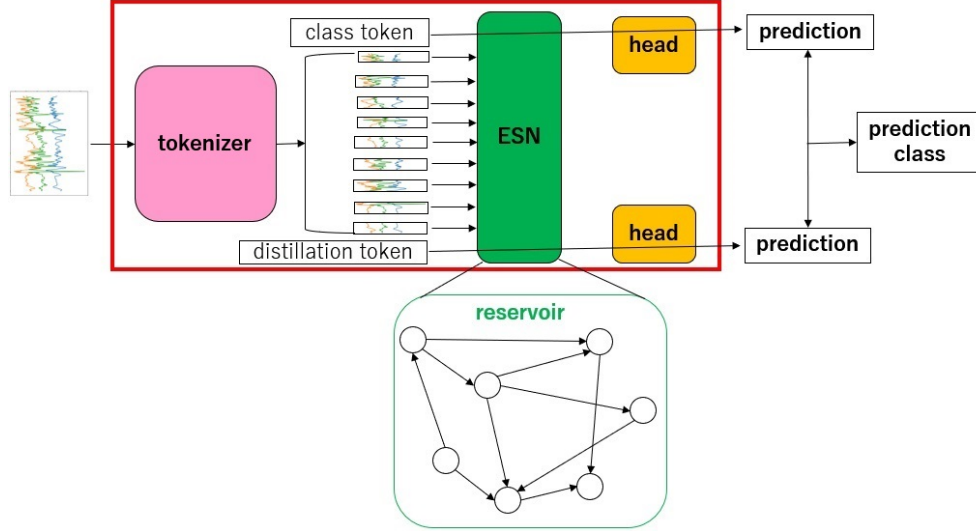 class token
head
prediction
tokenizer
ESN
prediction
class
head
distillation token
prediction
reservoir